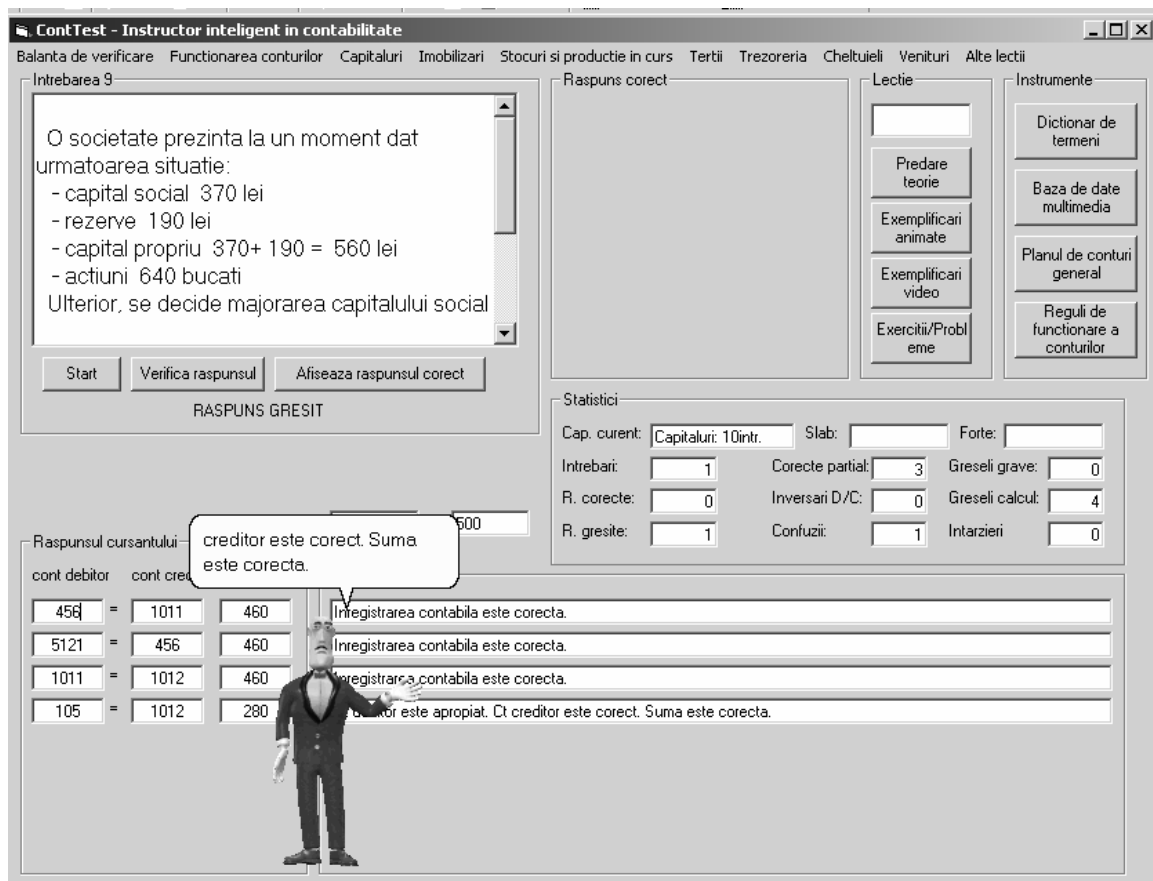 ContTest - Instructor inteligent in contabilitate
Balanta de verificare Functionarea conturilor Capitaluri Imobilizari Stocuri si productie in curs Tertii Trezoreria Cheltuieli Venituri Alte lectii
Intrebarea 9
O societate prezinta la un moment dat
urmatoarea situatie:
- capital social 370 lei
- rezerve 190 lei
- capital propriu 370+ 190 = 560 lei
- actiuni 640 bucati
Ulterior, se decide majorarea capitalului social
Start Verifica raspunsul Afiseaza raspunsul corect
RASPUNS GRESIT
Raspuns corect
Lectie
Predare
teorie
Exemplificari
animate
Exemplificari
video
Exercitii/Probl
eme
Instrumente
Dictionar de
termeni
Baza de date
multimedia
Planul de conturi
general
Reguli de
functionare a
conturilor
Statistici
Cap. curent: Capitaluri: 10intr. Slab: Forte:
Intrebari: 1 Corecte partial: 3 Greseli grave: 0
R. corecte: 0 Inversari D/C: 0 Greseli calcul: 4
R. gresite: 1 Confuzii: 1 Intarzieri 0
500
creditor este corect. Suma
este corecta.
Raspunsul cursantului
cont debitor cont
456 = 1011 460 Inregistrarea contabila este corecta.
5121 = 456 460 Inregistrarea contabila este corecta.
1011 = 1012 460 Inregistrarea contabila este corecta.
105 = 1012 280 este apropiat. Ct creditor este corect. Suma este corecta.